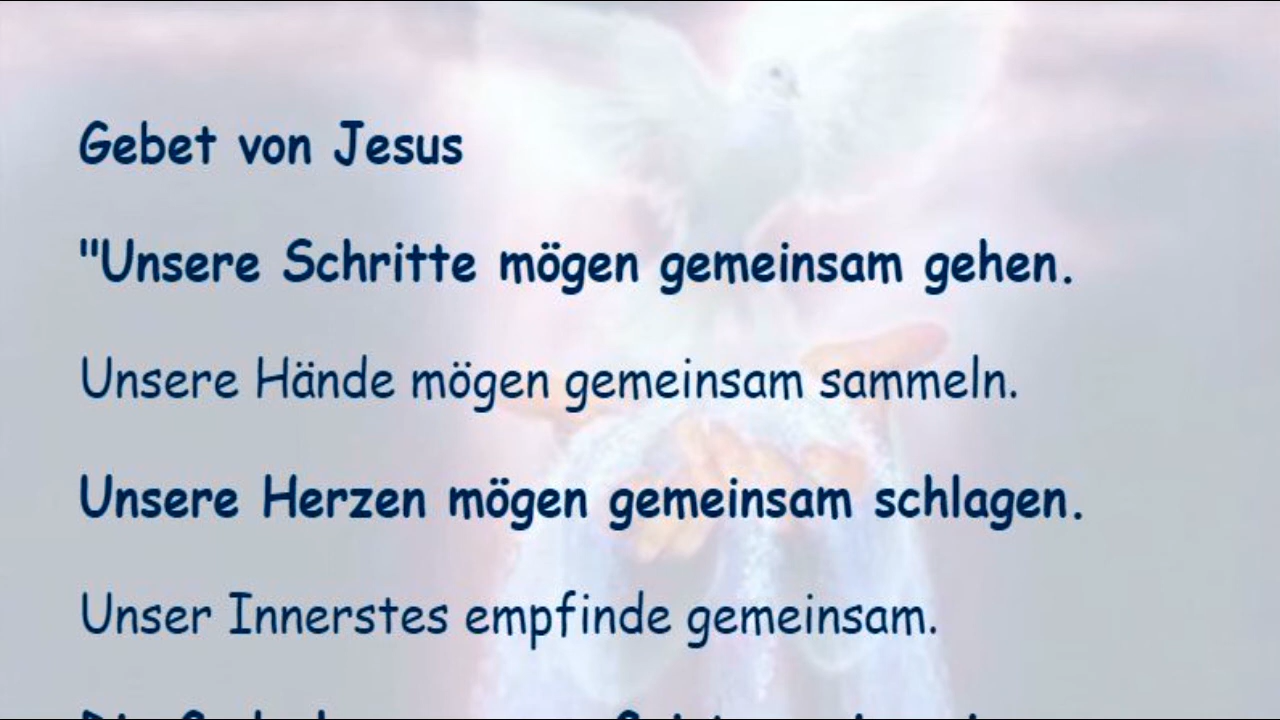 Gebet von Jesus
"Unsere Schritte mögen gemeinsam gehen.
Unsere Hände mögen gemeinsam sammeln.
Unsere Herzen mögen gemeinsam schlagen.
Unser Innerstes empfinde gemeinsam.